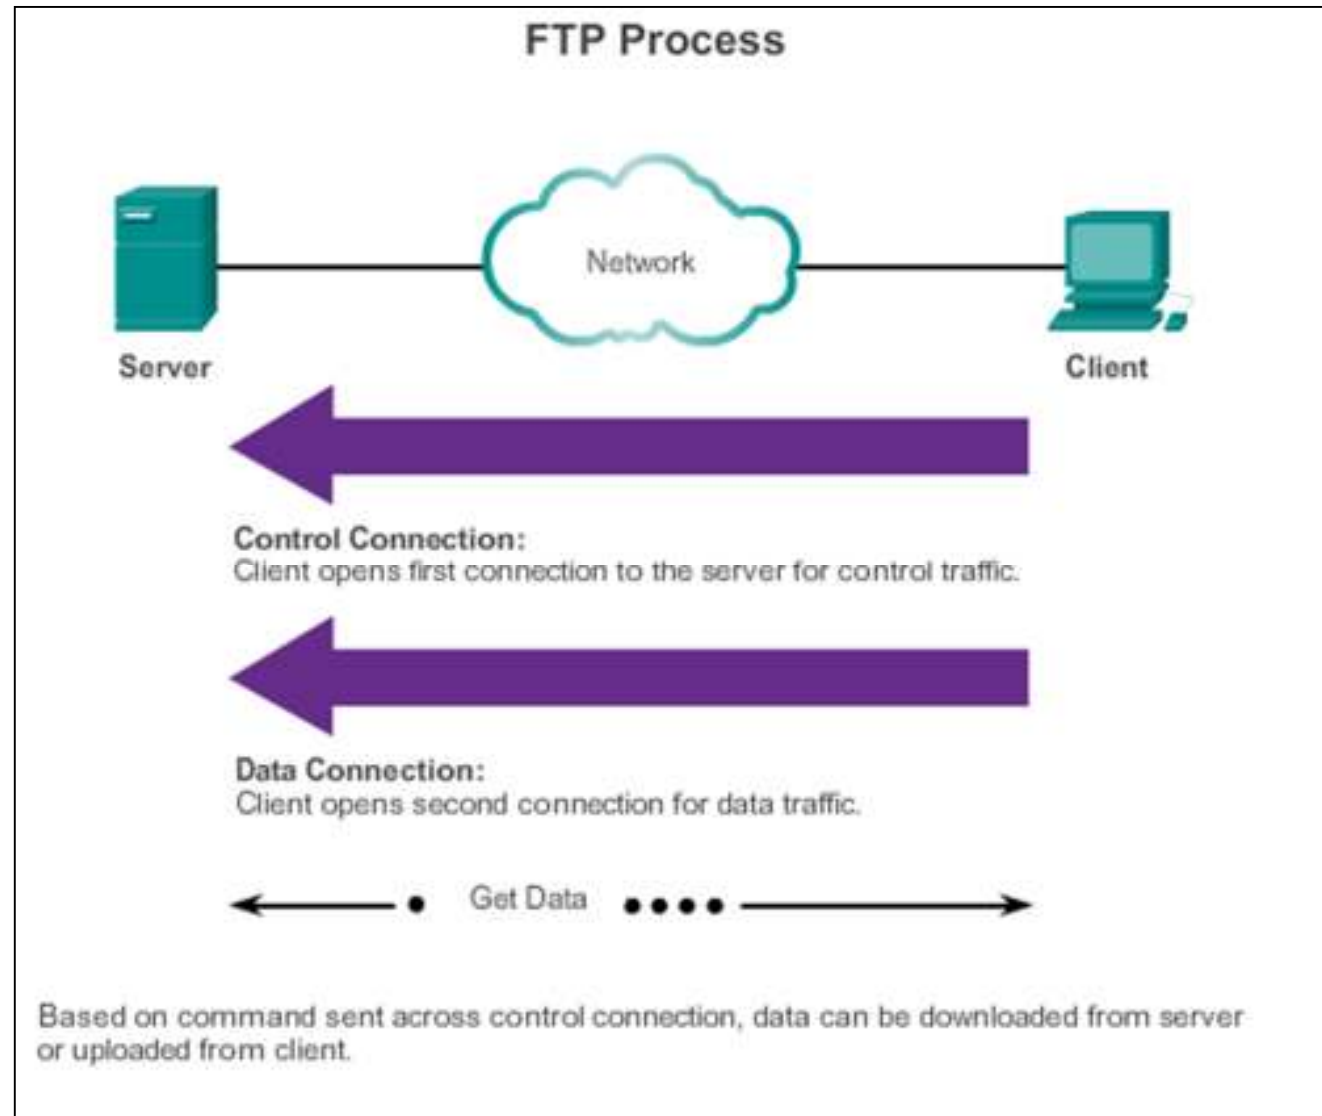 FTP Process
Network
Server
Client
Control Connection:
Client opens first connection to the server for control traffic.
Data Connection:
Client opens second connection for data traffic.
Get Data
Based on command sent across control connection, data can be downloaded from server
or uploaded from client.